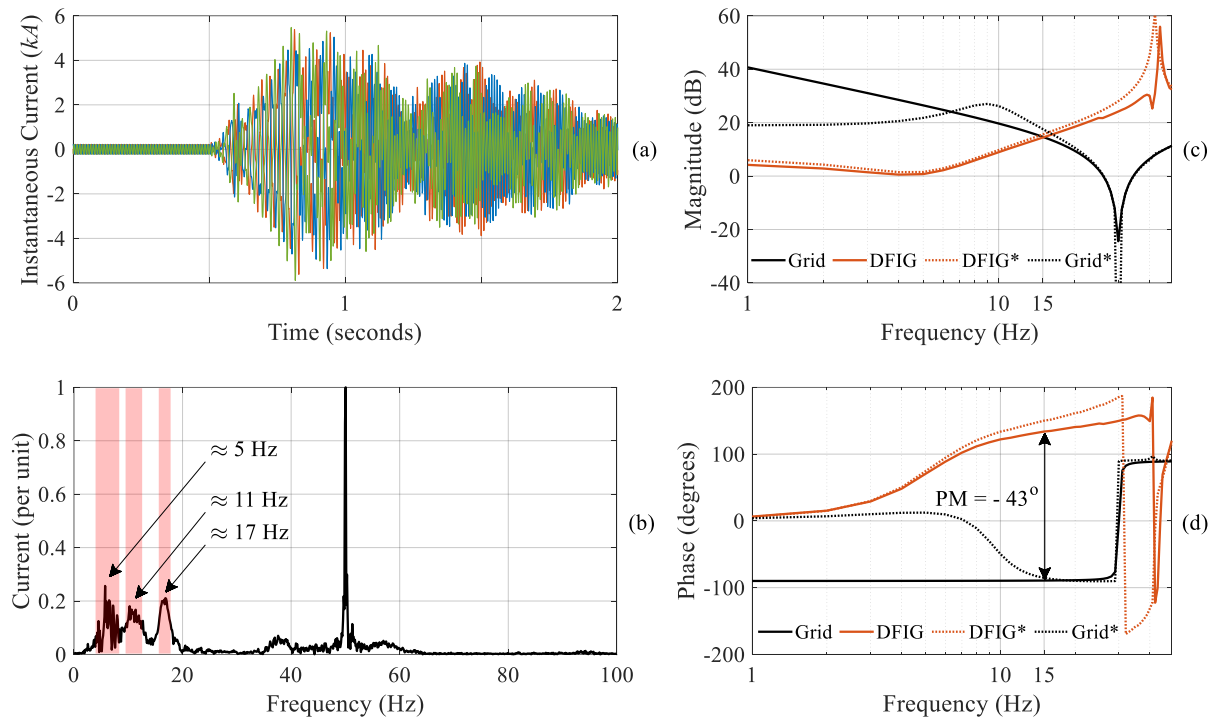 6
4
2
0
-2
-4
-6
Instantaneous Current (kA)
0 1 2
Time (seconds)
(a)
60
40
20
0
-20
-40
Magnitude (dB)
Grid DFIG DFIG* Grid*
1 10 15
Frequency (Hz)
(c)
1
0.8
0.6
0.4
0.2
0
Current (per unit)
≈ 5 Hz
≈ 11 Hz
≈ 17 Hz
0 20 40 60 80 100
Frequency (Hz)
(b)
200
100
0
-100
-200
Phase (degrees)
PM = - 43o
Grid DFIG DFIG* Grid*
1 10 15
Frequency (Hz)
(d)